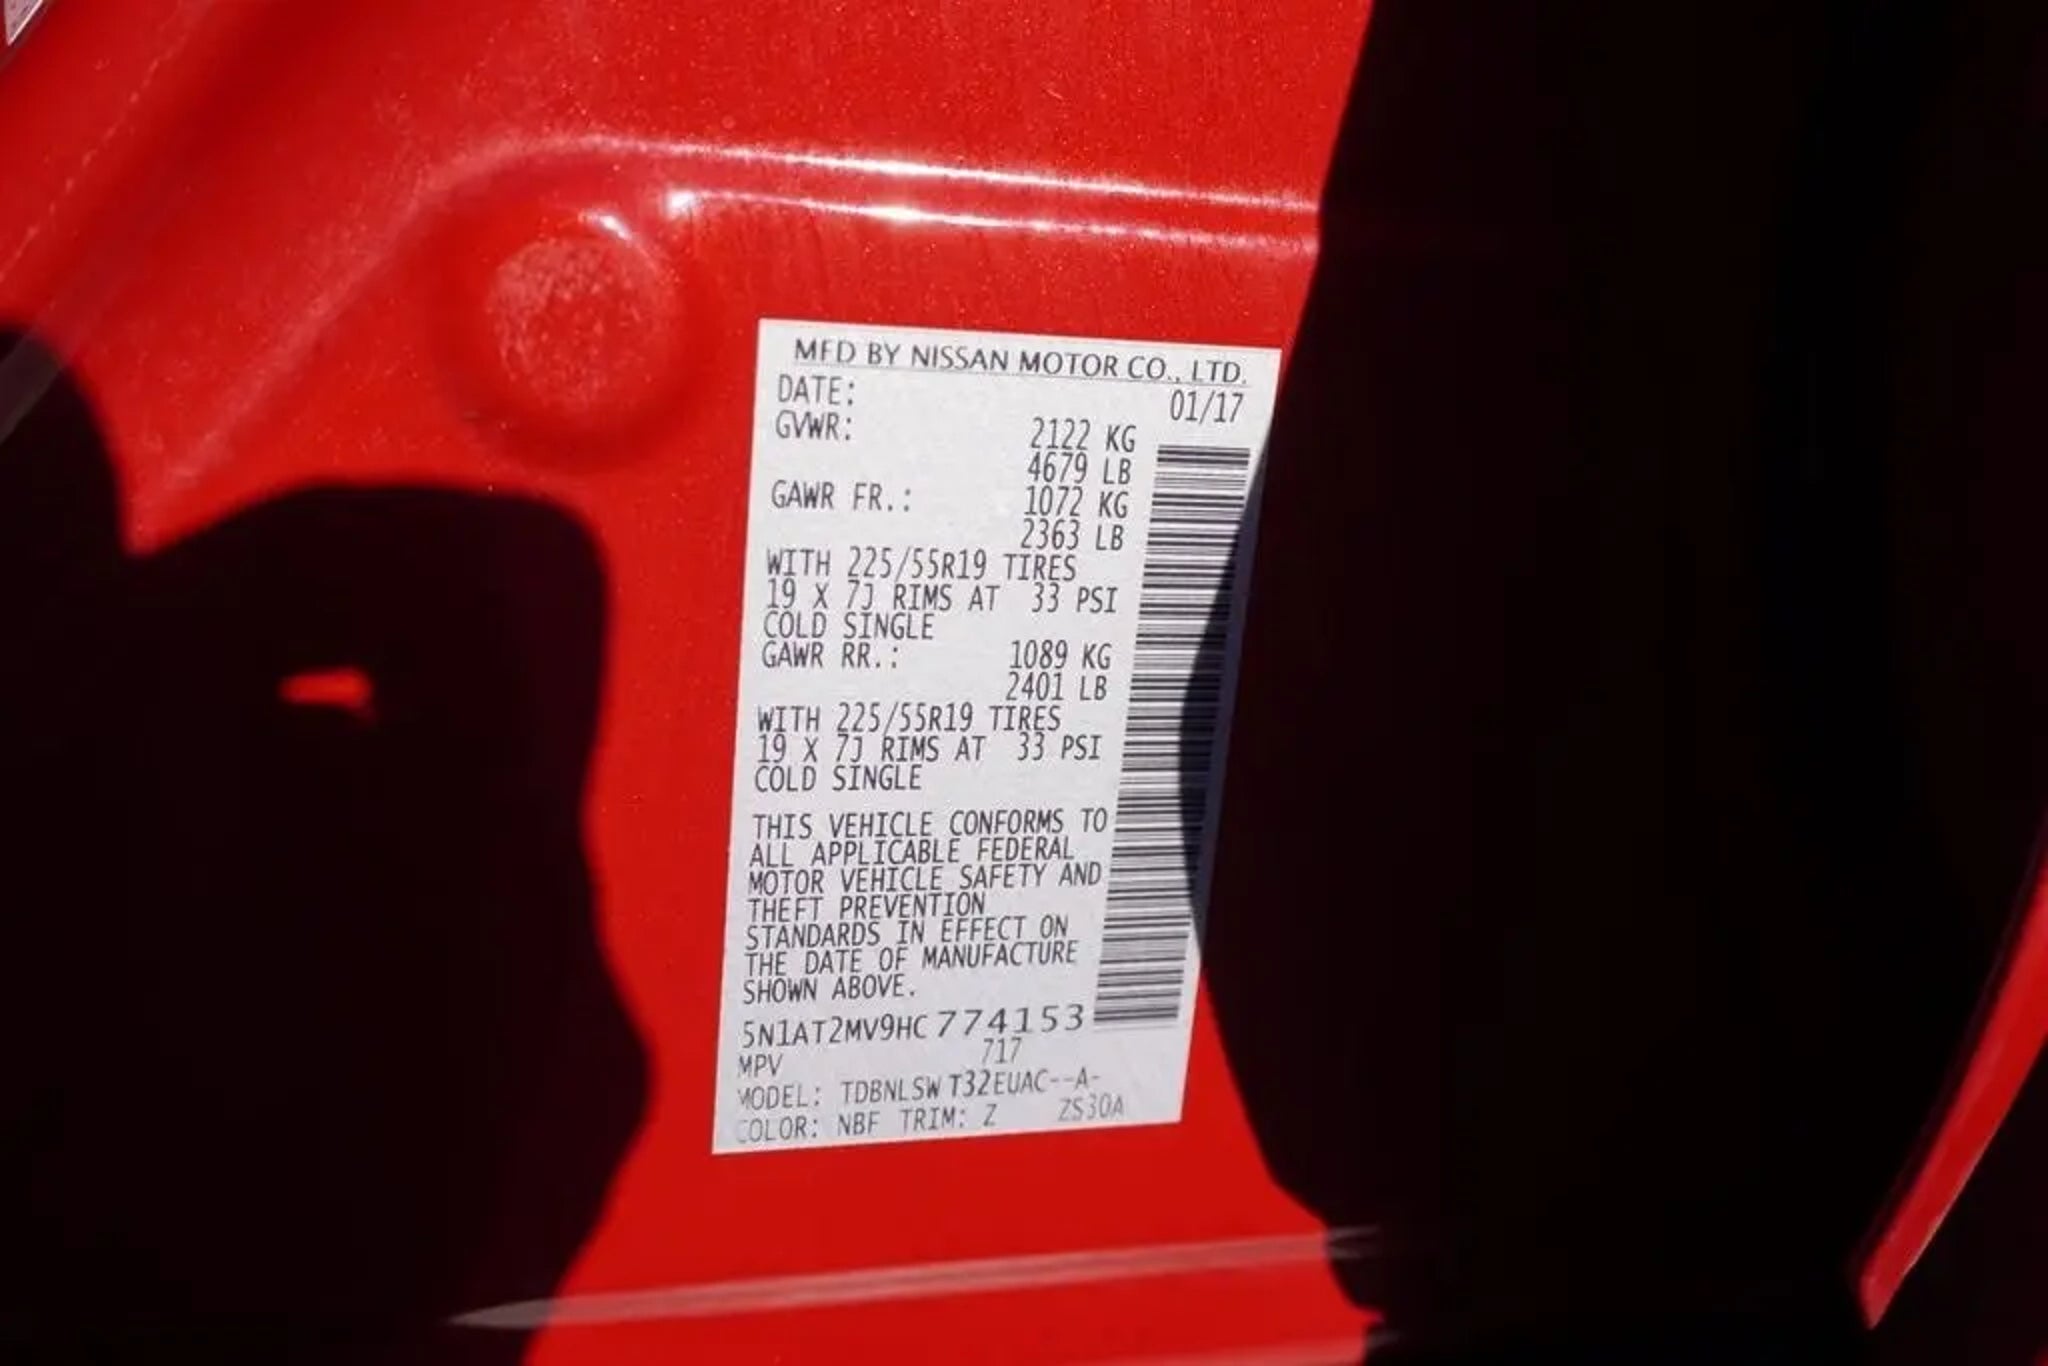 MFD BY NISSAN MOTOR CO., LTD.
DATE: 01/17
GVWR: 2122 KG
4679 LB
GAWR FR.: 1072 KG
2363 LB
WITH 225/55R19 TIRES
19 X 7J RIMS AT 33 PSI
COLD SINGLE
GAWR RR.: 1089 KG
2401 LB
WITH 225/55R19 TIRES
19 X 7J RIMS AT 33 PSI
COLD SINGLE
THIS VEHICLE CONFORMS TO
ALL APPLICABLE FEDERAL
MOTOR VEHICLE SAFETY AND
THEFT PREVENTION
STANDARDS IN EFFECT ON
THE DATE OF MANUFACTURE
SHOWN ABOVE.
5N1AT2MV9HC774153
MPV 717
MODEL: TDBNLSW T32EUAC--A-
COLOR: NBF TRIM: Z ZS30A